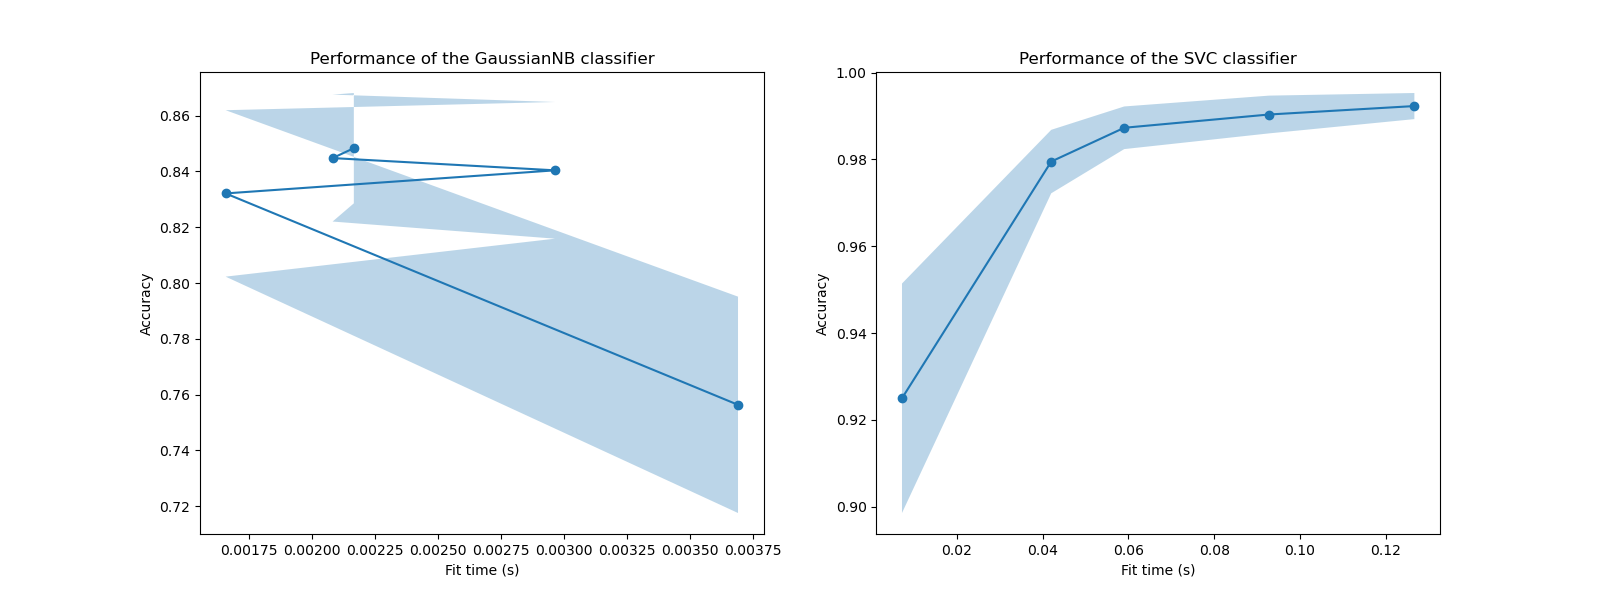 Performance of the GaussianNB classifier
Accuracy
0.86
0.84
0.82
0.80
0.78
0.76
0.74
0.72
0.00175 0.00200 0.00225 0.00250 0.00275 0.00300 0.00325 0.00350 0.00375
Fit time (s)
Performance of the SVC classifier
Accuracy
1.00
0.98
0.96
0.94
0.92
0.90
0.02 0.04 0.06 0.08 0.10 0.12
Fit time (s)